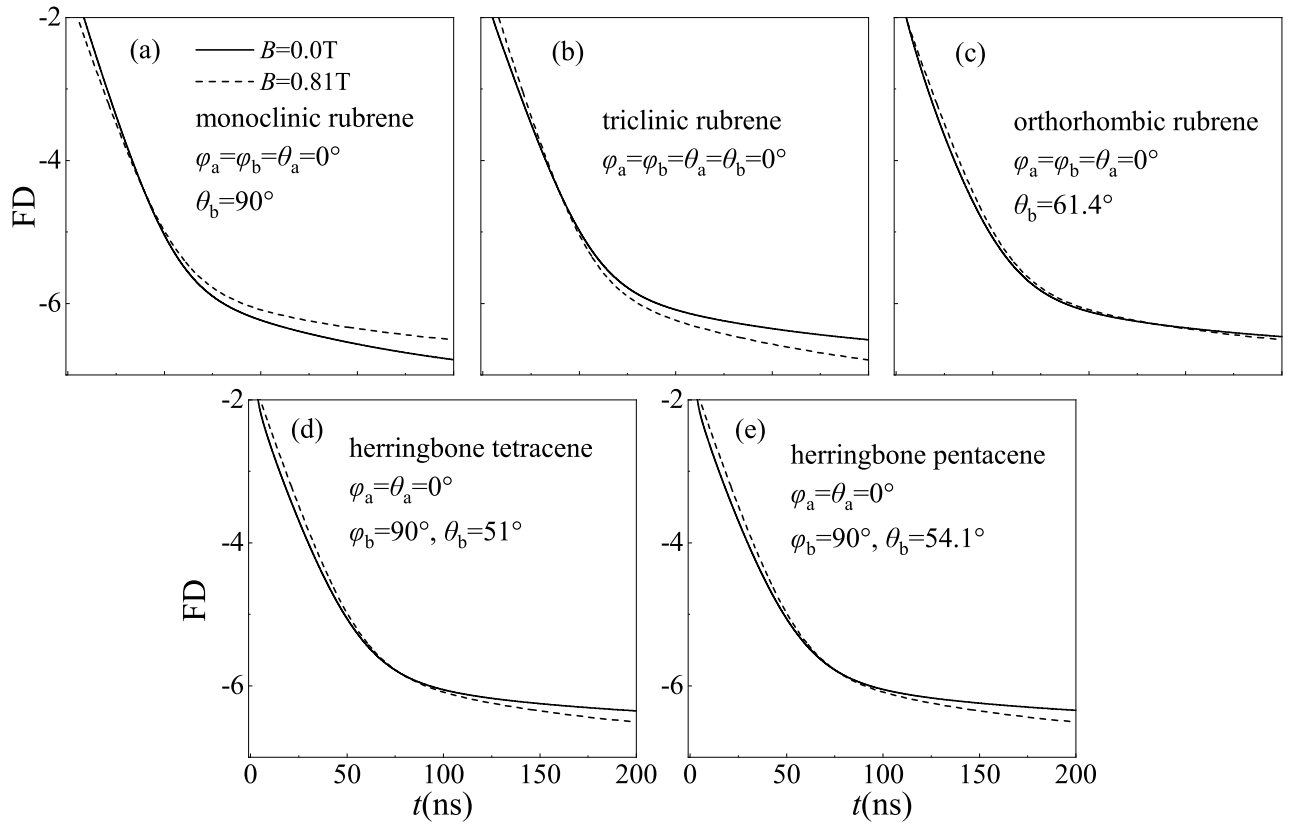 -2
-4
-6
FD
(a)
B=0.0T
B=0.81T
monoclinic rubrene
φa=φb=θa=0°
θb=90°
(b)
triclinic rubrene
φa=φb=θa=θb=0°
(c)
orthorhombic rubrene
φa=φb=θa=0°
θb=61.4°
-2
-4
-6
FD
(d)
herringbone tetracene
φa=θa=0°
φb=90°, θb=51°
0 50 100 150 200
t(ns)
-2
-4
-6
(e)
herringbone pentacene
φa=θa=0°
φb=90°, θb=54.1°
0 50 100 150 200
t(ns)